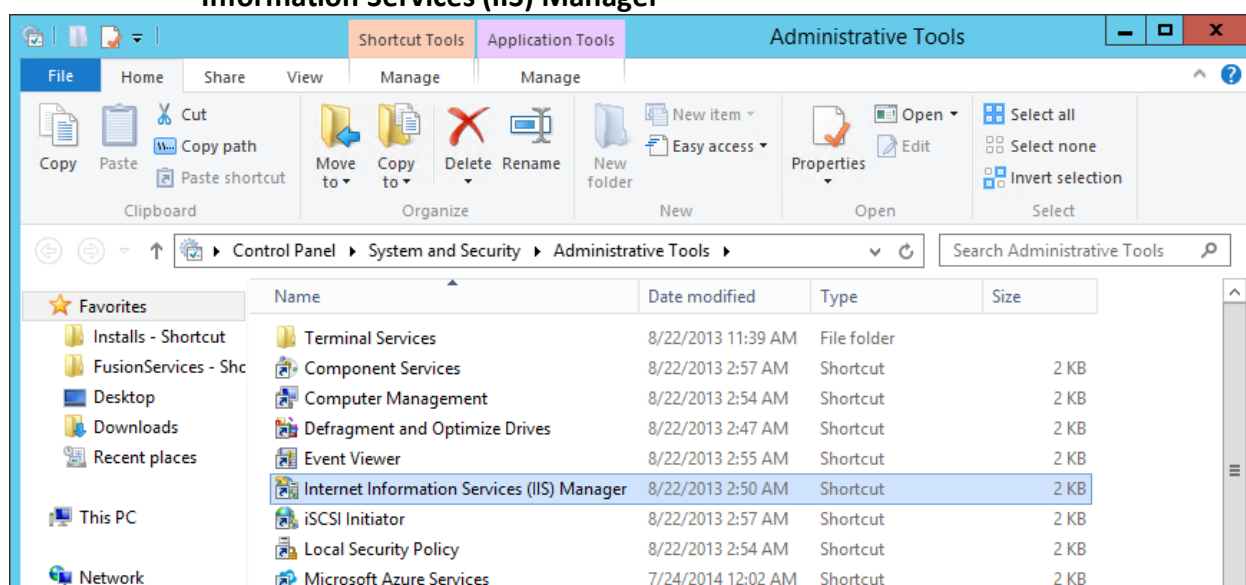 Information Services (IIS) Manager
Shortcut Tools Application Tools Administrative Tools
File Home Share View Manage Manage
Copy
Paste
Cut
Copy path
Paste shortcut
Clipboard
Move to
Copy to
Delete
Rename
Organize
New folder
New item
Easy access
New
Properties
Open
Edit
Open
Select all
Select none
Invert selection
Select
Control Panel System and Security Administrative Tools
Search Administrative Tools
Favorites
Installs - Shortcut
FusionServices - Shc
Desktop
Downloads
Recent places
This PC
Network
Name Date modified Type Size
Terminal Services 8/22/2013 11:39 AM File folder
Component Services 8/22/2013 2:57 AM Shortcut 2 KB
Computer Management 8/22/2013 2:54 AM Shortcut 2 KB
Defragment and Optimize Drives 8/22/2013 2:47 AM Shortcut 2 KB
Event Viewer 8/22/2013 2:55 AM Shortcut 2 KB
Internet Information Services (IIS) Manager 8/22/2013 2:50 AM Shortcut 2 KB
iSCSI Initiator 8/22/2013 2:57 AM Shortcut 2 KB
Local Security Policy 8/22/2013 2:54 AM Shortcut 2 KB
Microsoft Azure Services 7/24/2014 12:02 AM Shortcut 2 KB